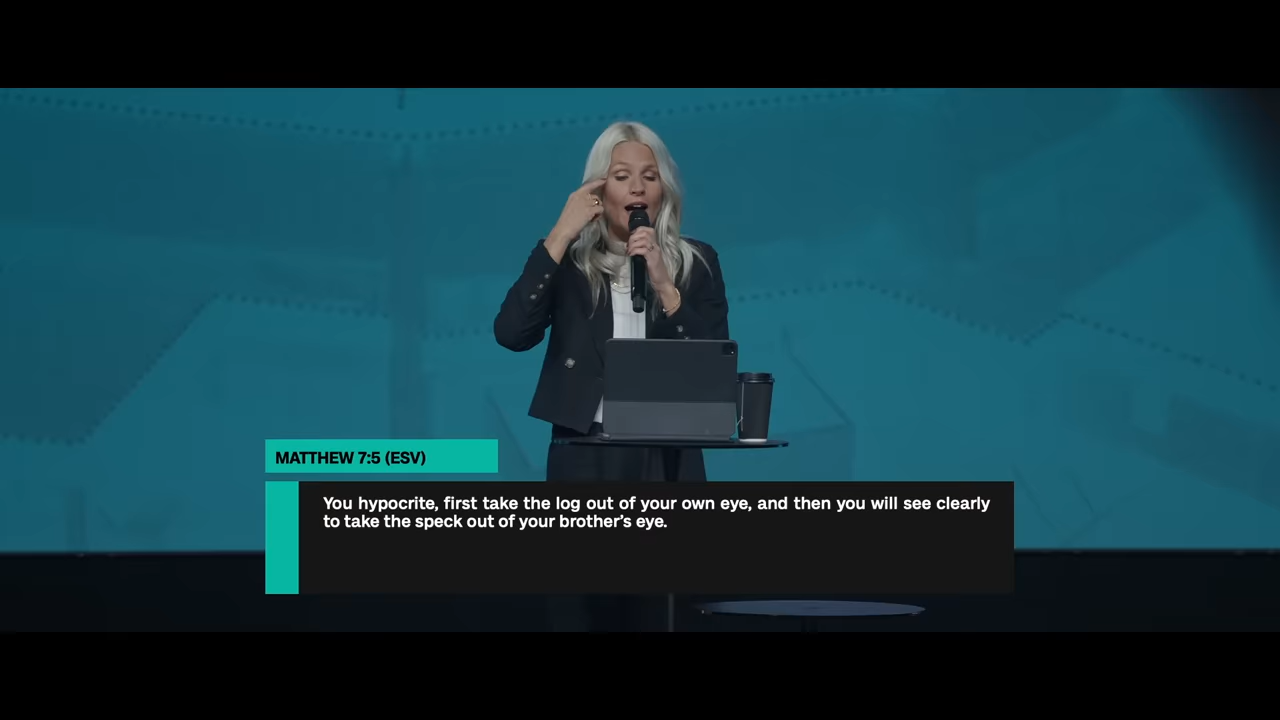 MATTHEW 7:5 (ESV)
You hypocrite, first take the log out of your own eye, and then you will see clearly
to take the speck out of your brother's eye.